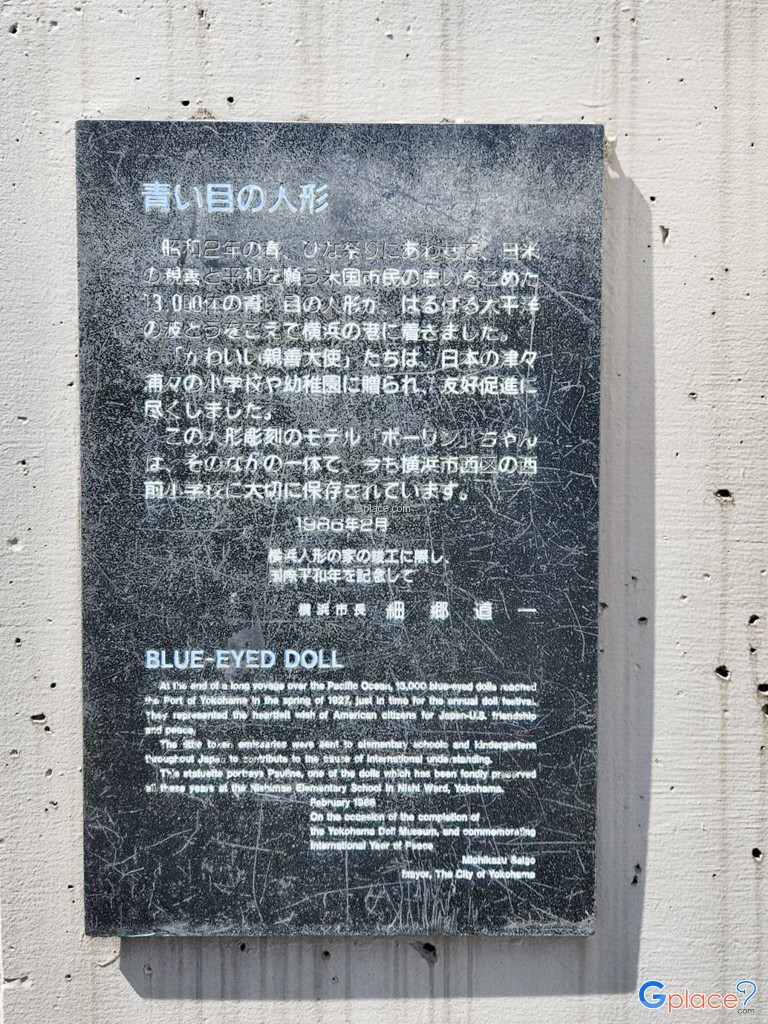 青い目の人形
昭和2年の春、ひな祭りにあわせて、日米
の親善と平和を願う米国市民の思いをこめた
13,000体の青い目の人形が、はるばる太平洋
の波とうをこえて横浜の港に着きました。
「かわいい親善大使」たちは、日本の津々
浦々の小学校や幼稚園に贈られ、友好促進に
尽くしました。
この人形彫刻のモデル「ポーリン」ちゃん
は、そのなかの一体で、今も横浜市西区の西
前小学校に大切に保存されています。
Gplace.com
1986年2月
横浜人形の家の竣工に際し、
国際平和年を記念して
横浜市長 細郷道一
BLUE-EYED DOLL
At the end of a long voyage over the Pacific Ocean, 13,000 blue-eyed dolls reached
the Port of Yokohama in the spring of 1927, just in time for the annual doll festival.
They represented the heartfelt wish of American citizens for Japan-U.S. friendship
and peace.
The little token emissaries were sent to elementary schools and kindergartens
throughout Japan to contribute to the cause of international understanding.
This statuette portrays Pauline, one of the dolls which has been fondly preserved
all these years at the Nishimae Elementary School in Nishi Ward, Yokohama.
February 1986
On the occasion of the completion of
the Yokohama Doll Museum, and commemorating
International Year of Peace
Michikazu Saigo
Mayor, The City of Yokohama
Gplace
.com